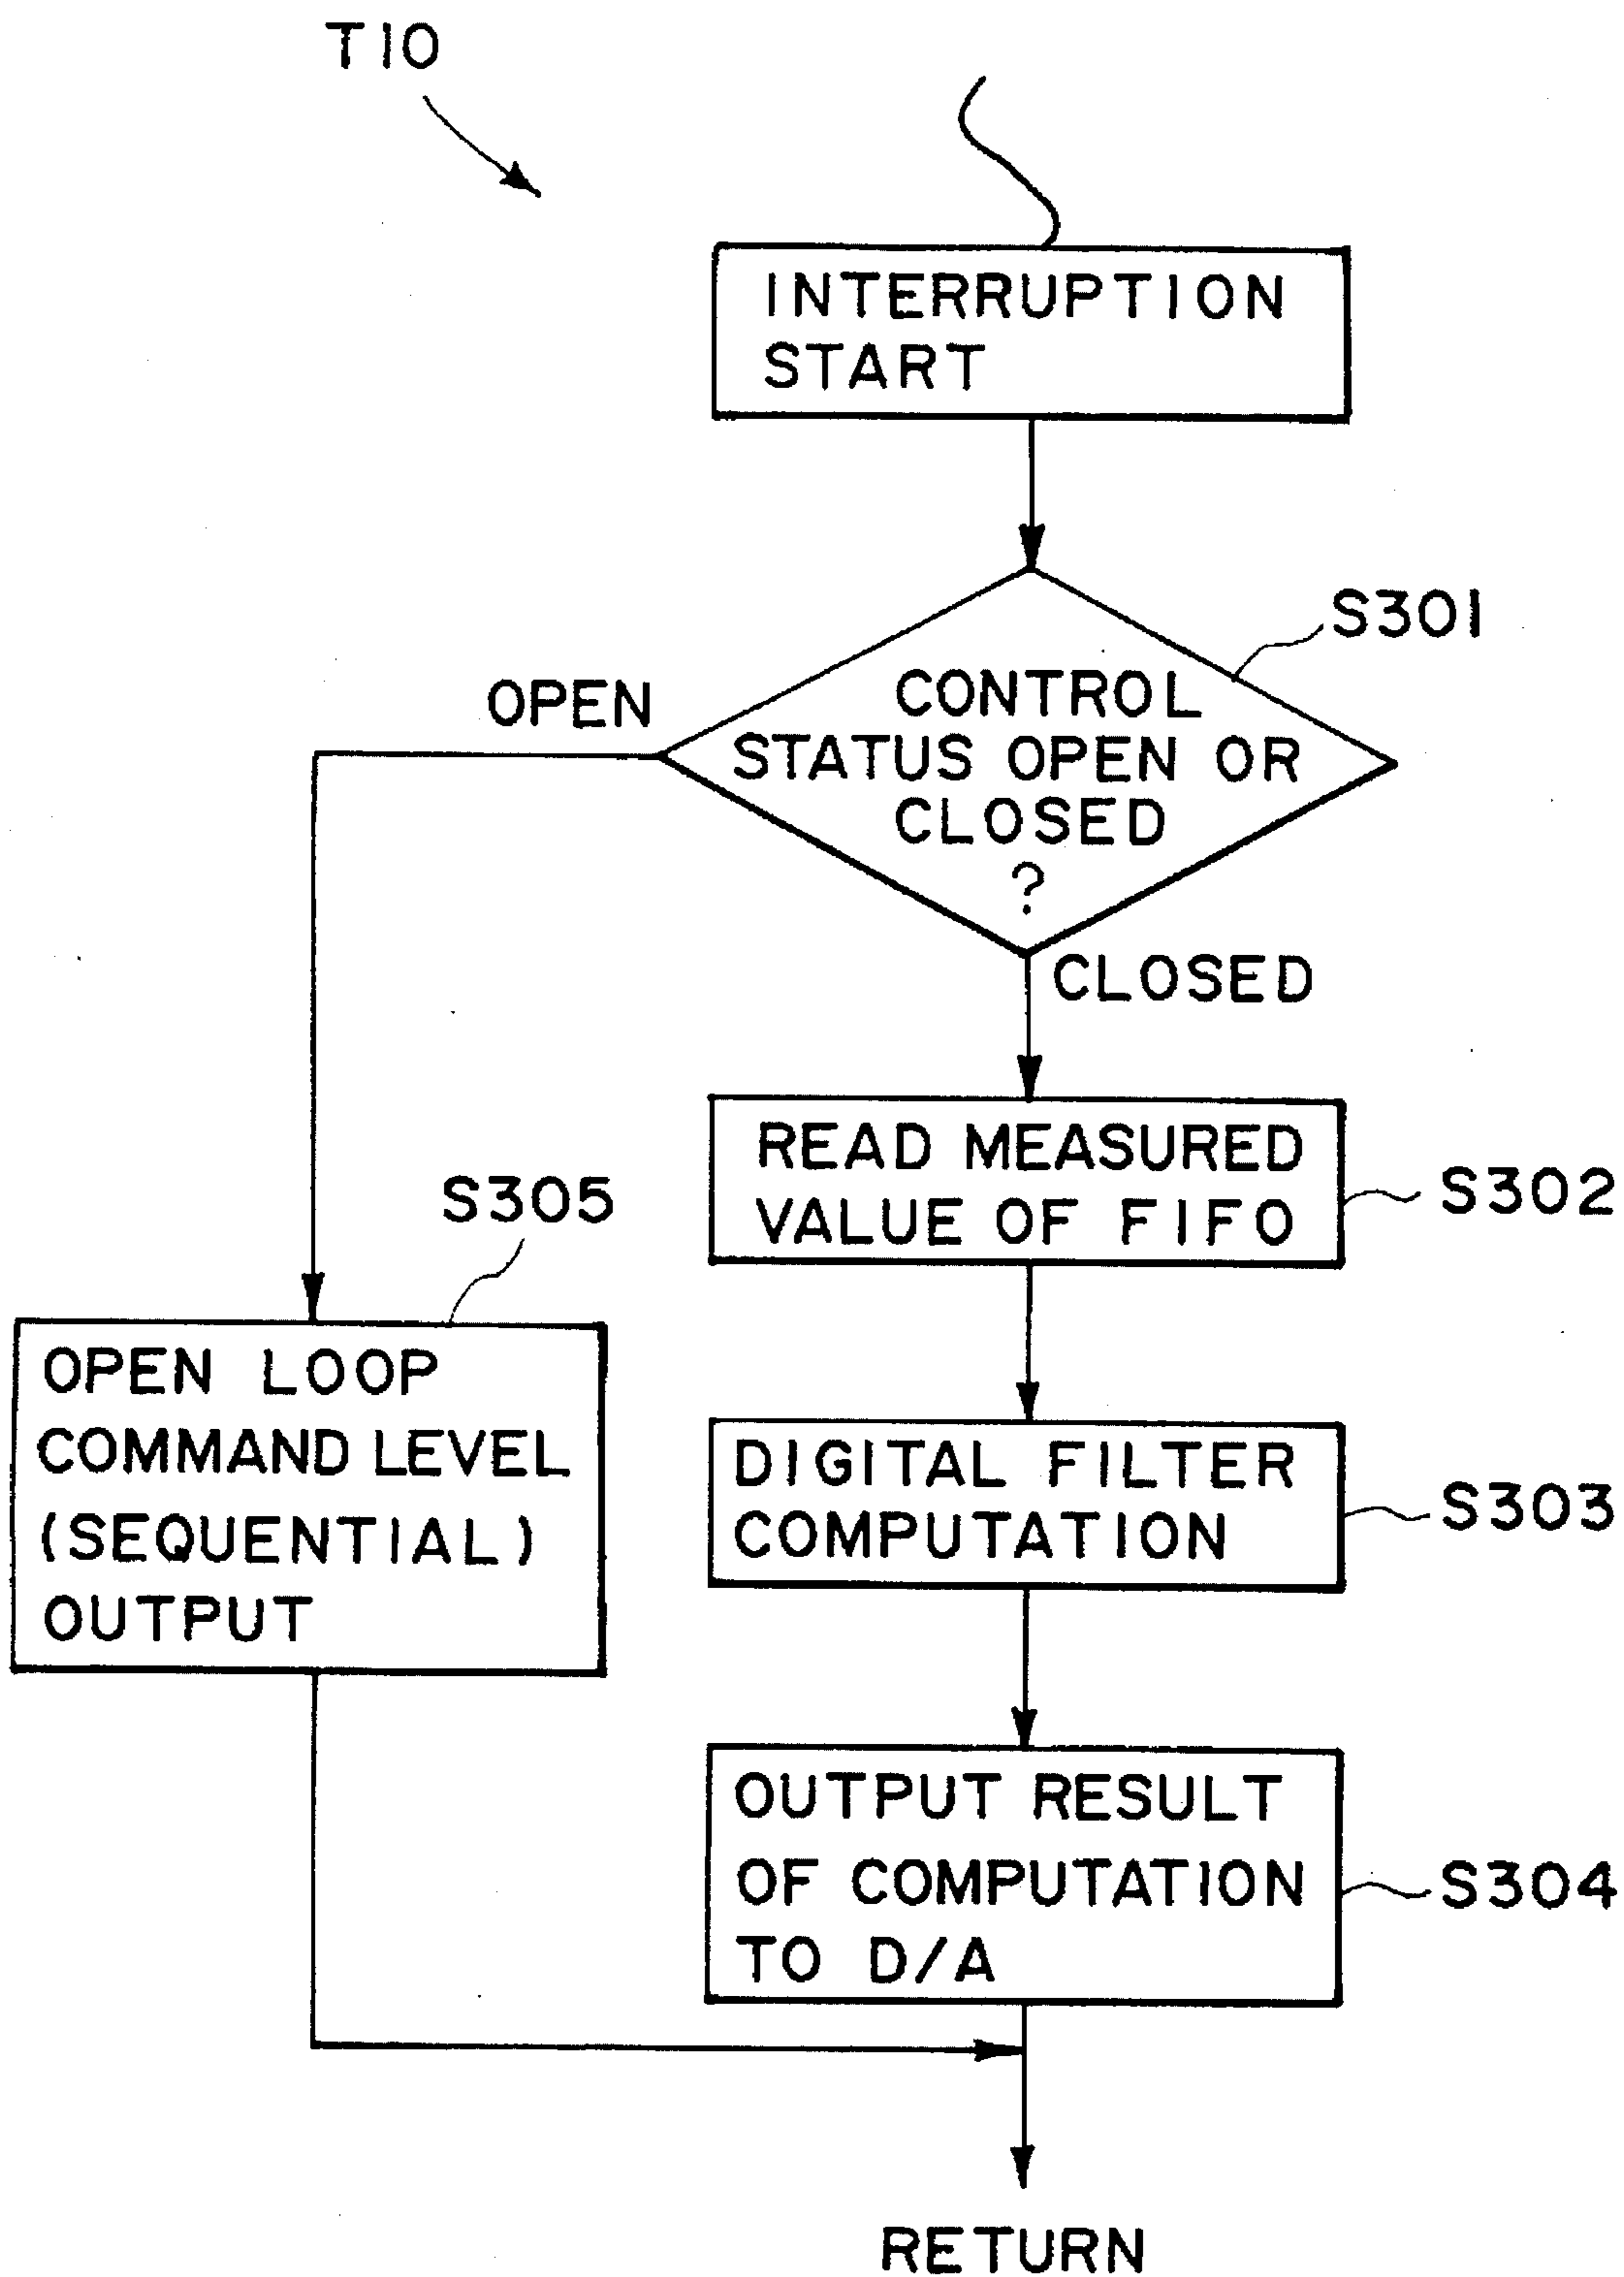 T10
INTERRUPTION
START
S301
OPEN
CONTROL
STATUS OPEN OR
CLOSED
?
CLOSED
READ MEASURED
VALUE OF FIFO
S302
S305
OPEN LOOP
COMMAND LEVEL
(SEQUENTIAL)
OUTPUT
DIGITAL FILTER
COMPUTATION
S303
OUTPUT RESULT
OF COMPUTATION
TO D/A
S304
RETURN